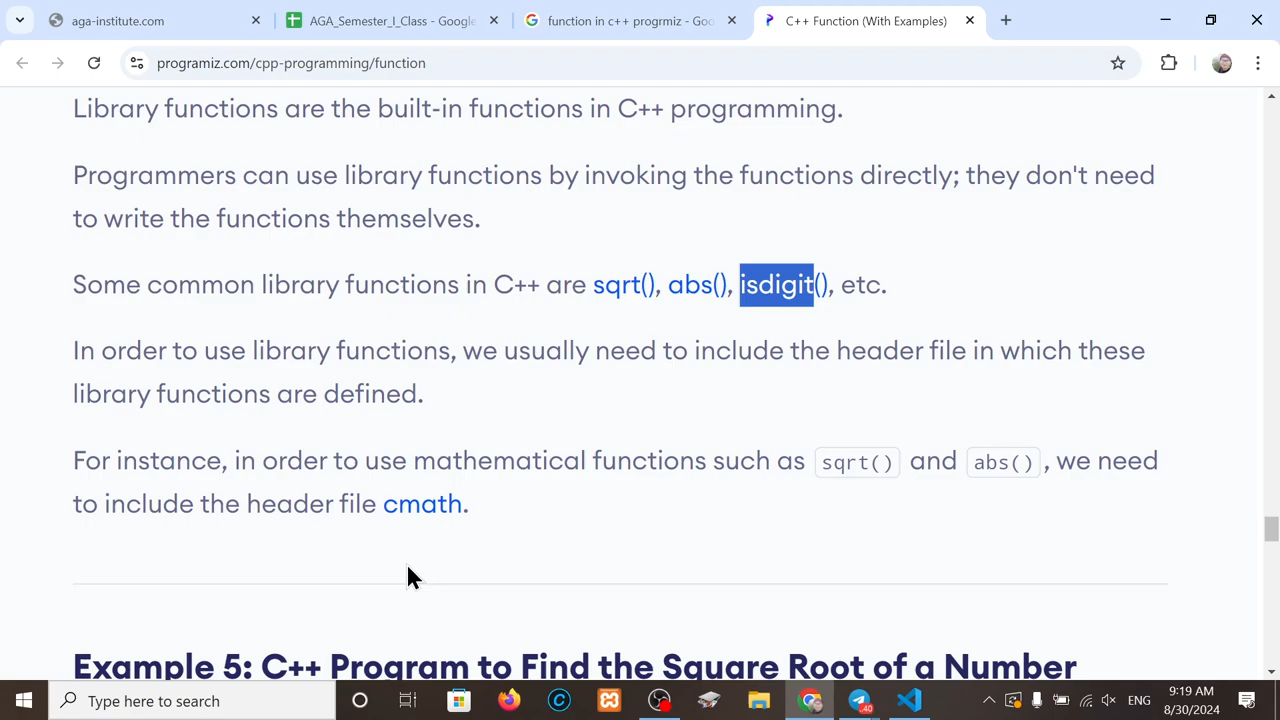 aga-institute.com
AGA_Semester_I_Class - Google
function in c++ progrmiz - Goo
C++ Function (With Examples)
programiz.com/cpp-programming/function
Library functions are the built-in functions in C++ programming.
Programmers can use library functions by invoking the functions directly; they don't need
to write the functions themselves.
Some common library functions in C++ are sqrt(), abs(), isdigit(), etc.
In order to use library functions, we usually need to include the header file in which these
library functions are defined.
For instance, in order to use mathematical functions such as sqrt() and abs(), we need
to include the header file cmath.
Example 5: C++ Program to Find the Square Root of a Number
Type here to search
40
ENG
9:19 AM
8/30/2024